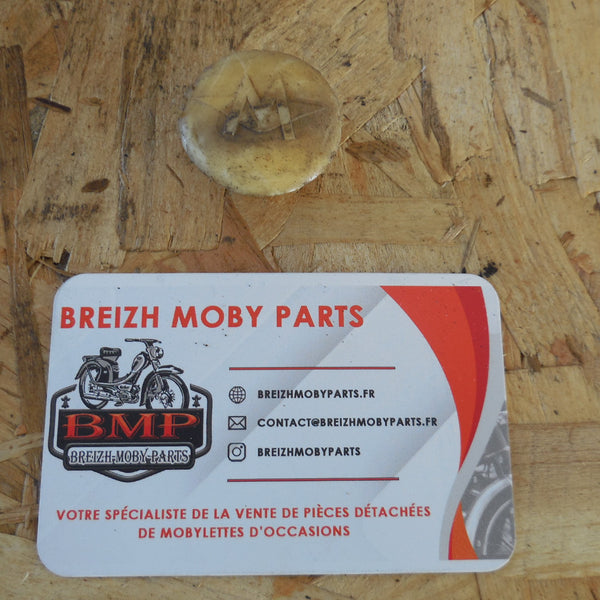 BREIZH MOBY PARTS
BMP
BREIZH-MOBY-PARTS
BREIZHMOBYPARTS.FR
CONTACT@BREIZHMOBYPARTS.FR
BREIZHMOBYPARTS
VOTRE SPÉCIALISTE DE LA VENTE DE PIÈCES DÉTACHÉES
DE MOBYLETTES D'OCCASIONS